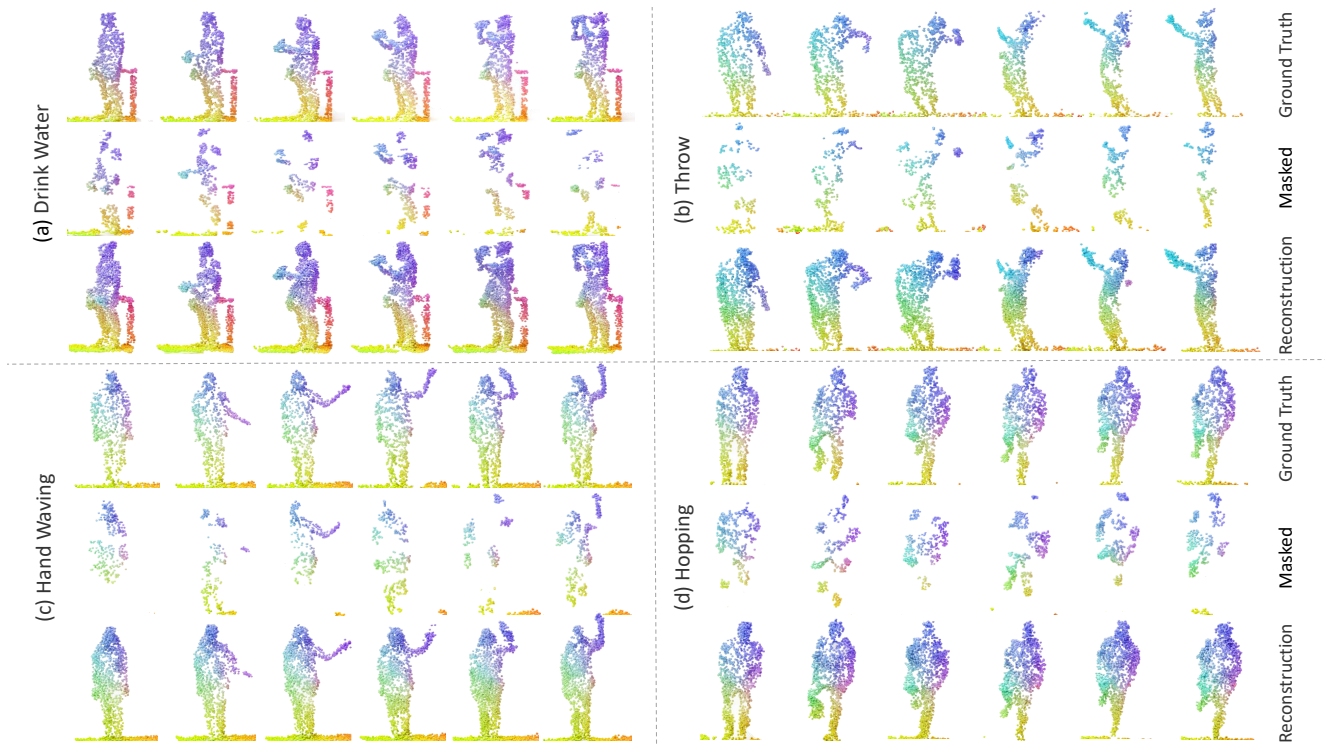 (a) Drink Water
(b) Throw
Ground Truth
Masked
Reconstruction
(c) Hand Waving
(d) Hopping
Ground Truth
Masked
Reconstruction